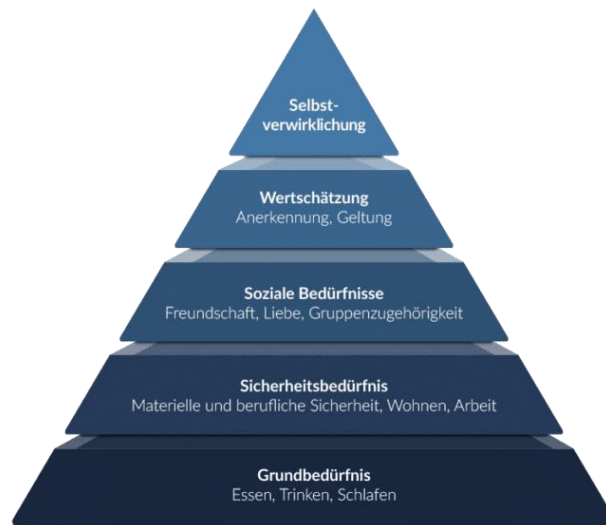 Selbst-
verwirklichung
Wertschätzung
Anerkennung, Geltung
Soziale Bedürfnisse
Freundschaft, Liebe, Gruppenzugehörigkeit
Sicherheitsbedürfnis
Materielle und berufliche Sicherheit, Wohnen, Arbeit
Grundbedürfnis
Essen, Trinken, Schlafen